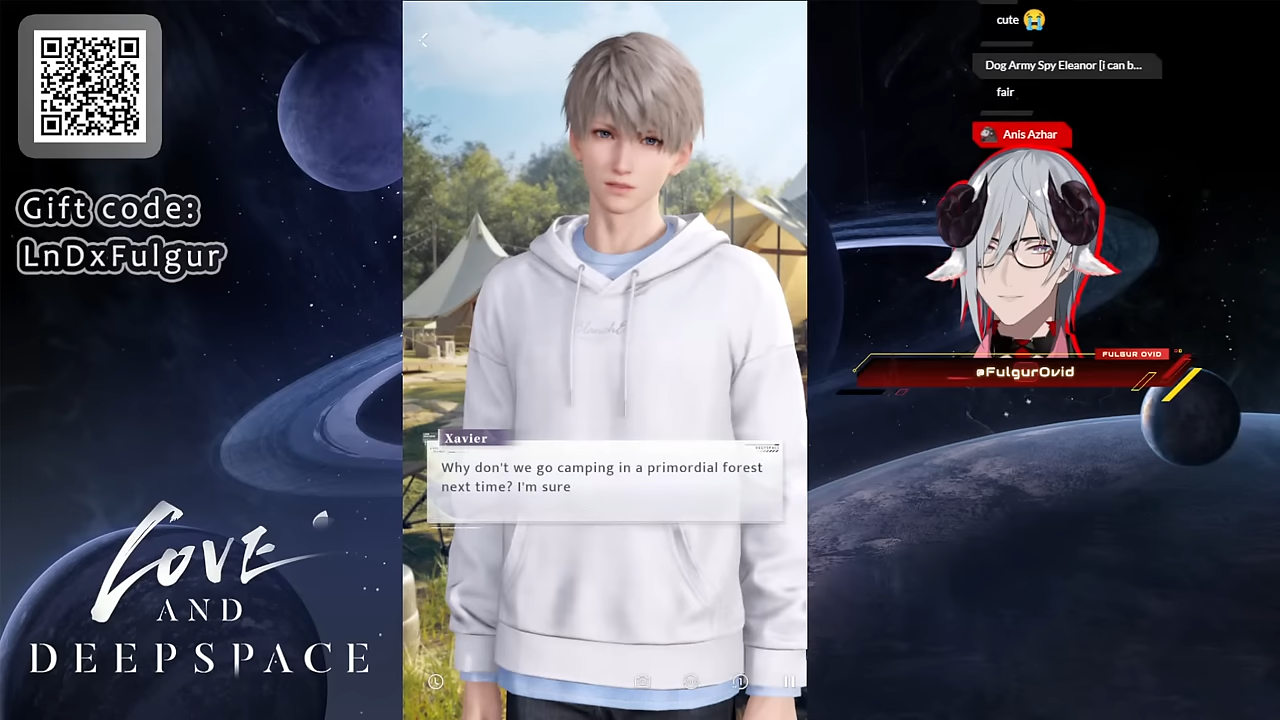 Gift code:
LnDxFulgur
LOVE
AND
DEEPSPACE
Xavier
Why don't we go camping in a primordial forest
next time? I'm sure
cute 😭
Dog Army Spy Eleanor [i can b...
fair
Anis Azhar
FULGUR OVID
@FulgurOvid